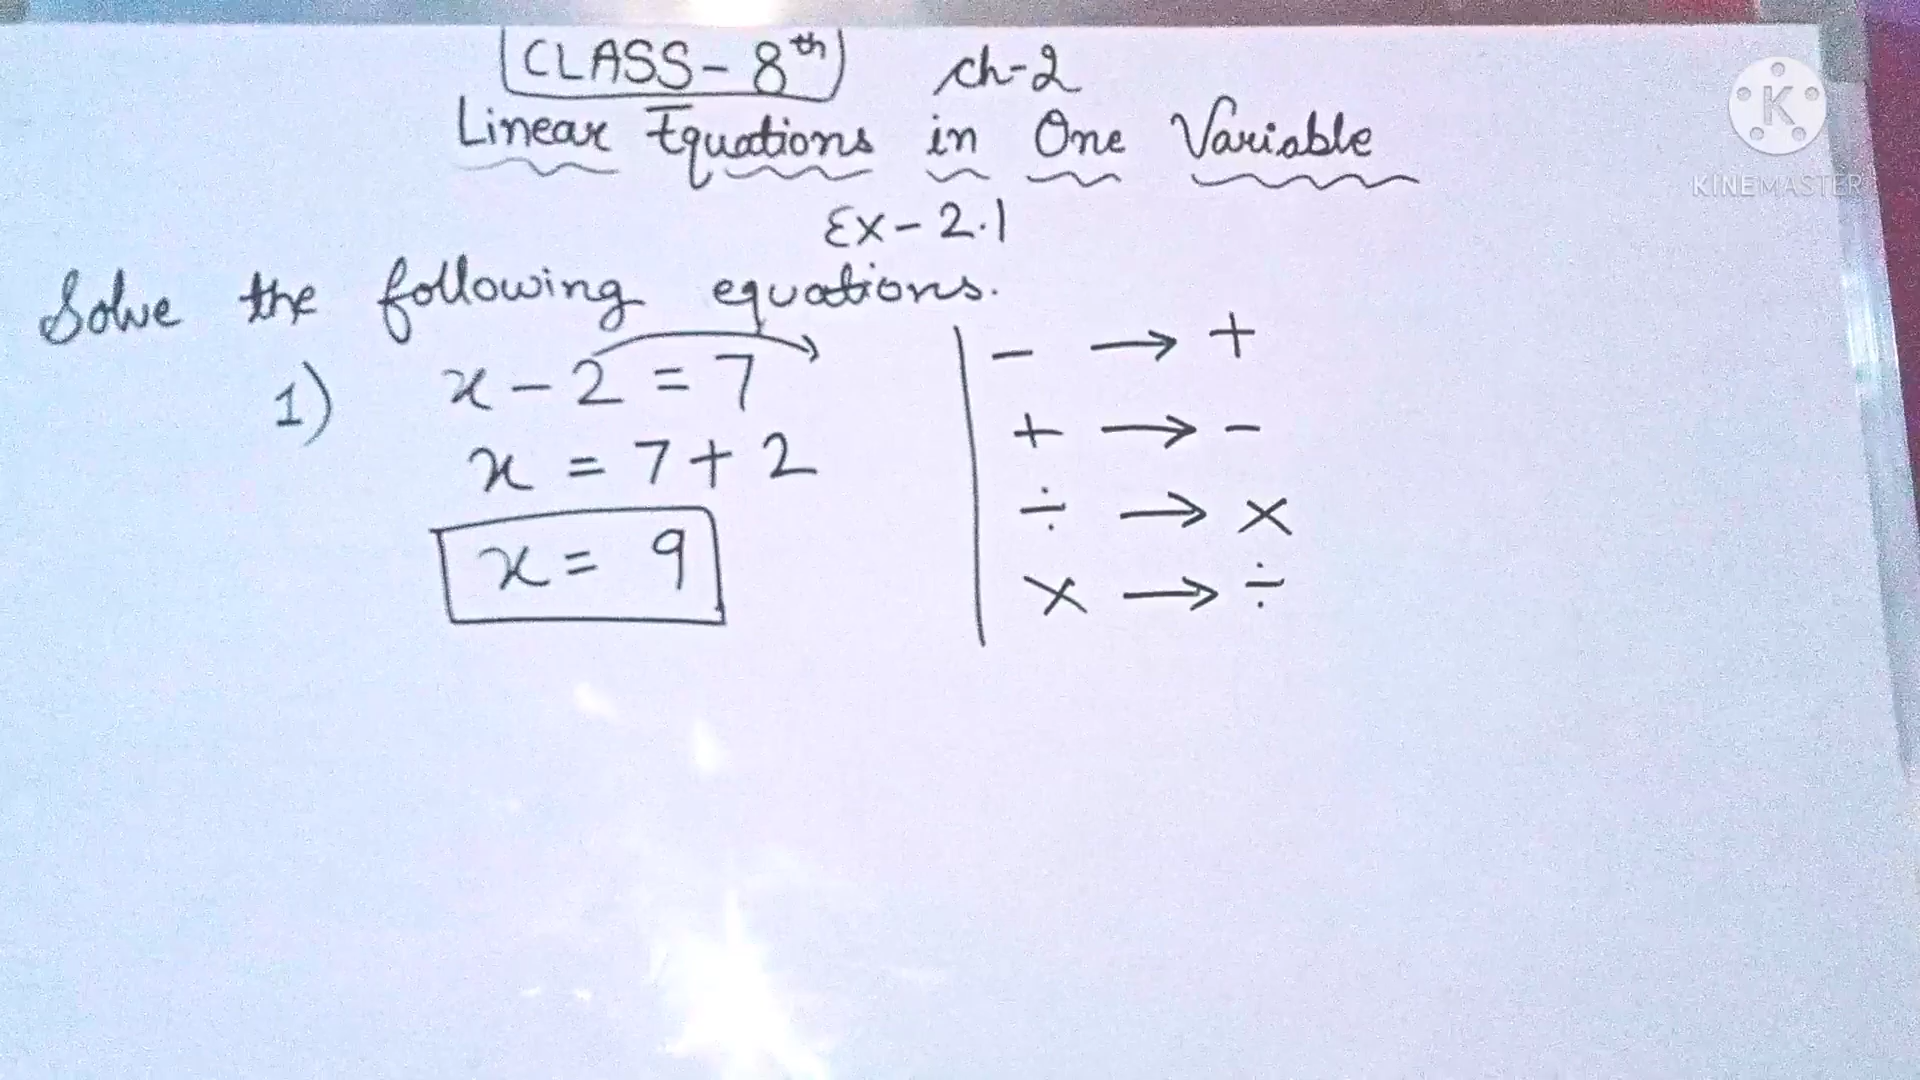 CLASS - 8th ch-2
Linear Equations in One Variable
Ex - 2.1
Solve the following equations.
1) x - 2 = 7
x = 7 + 2
x = 9
- → +
+ → -
÷ → ×
× → ÷
K
KINEMASTER